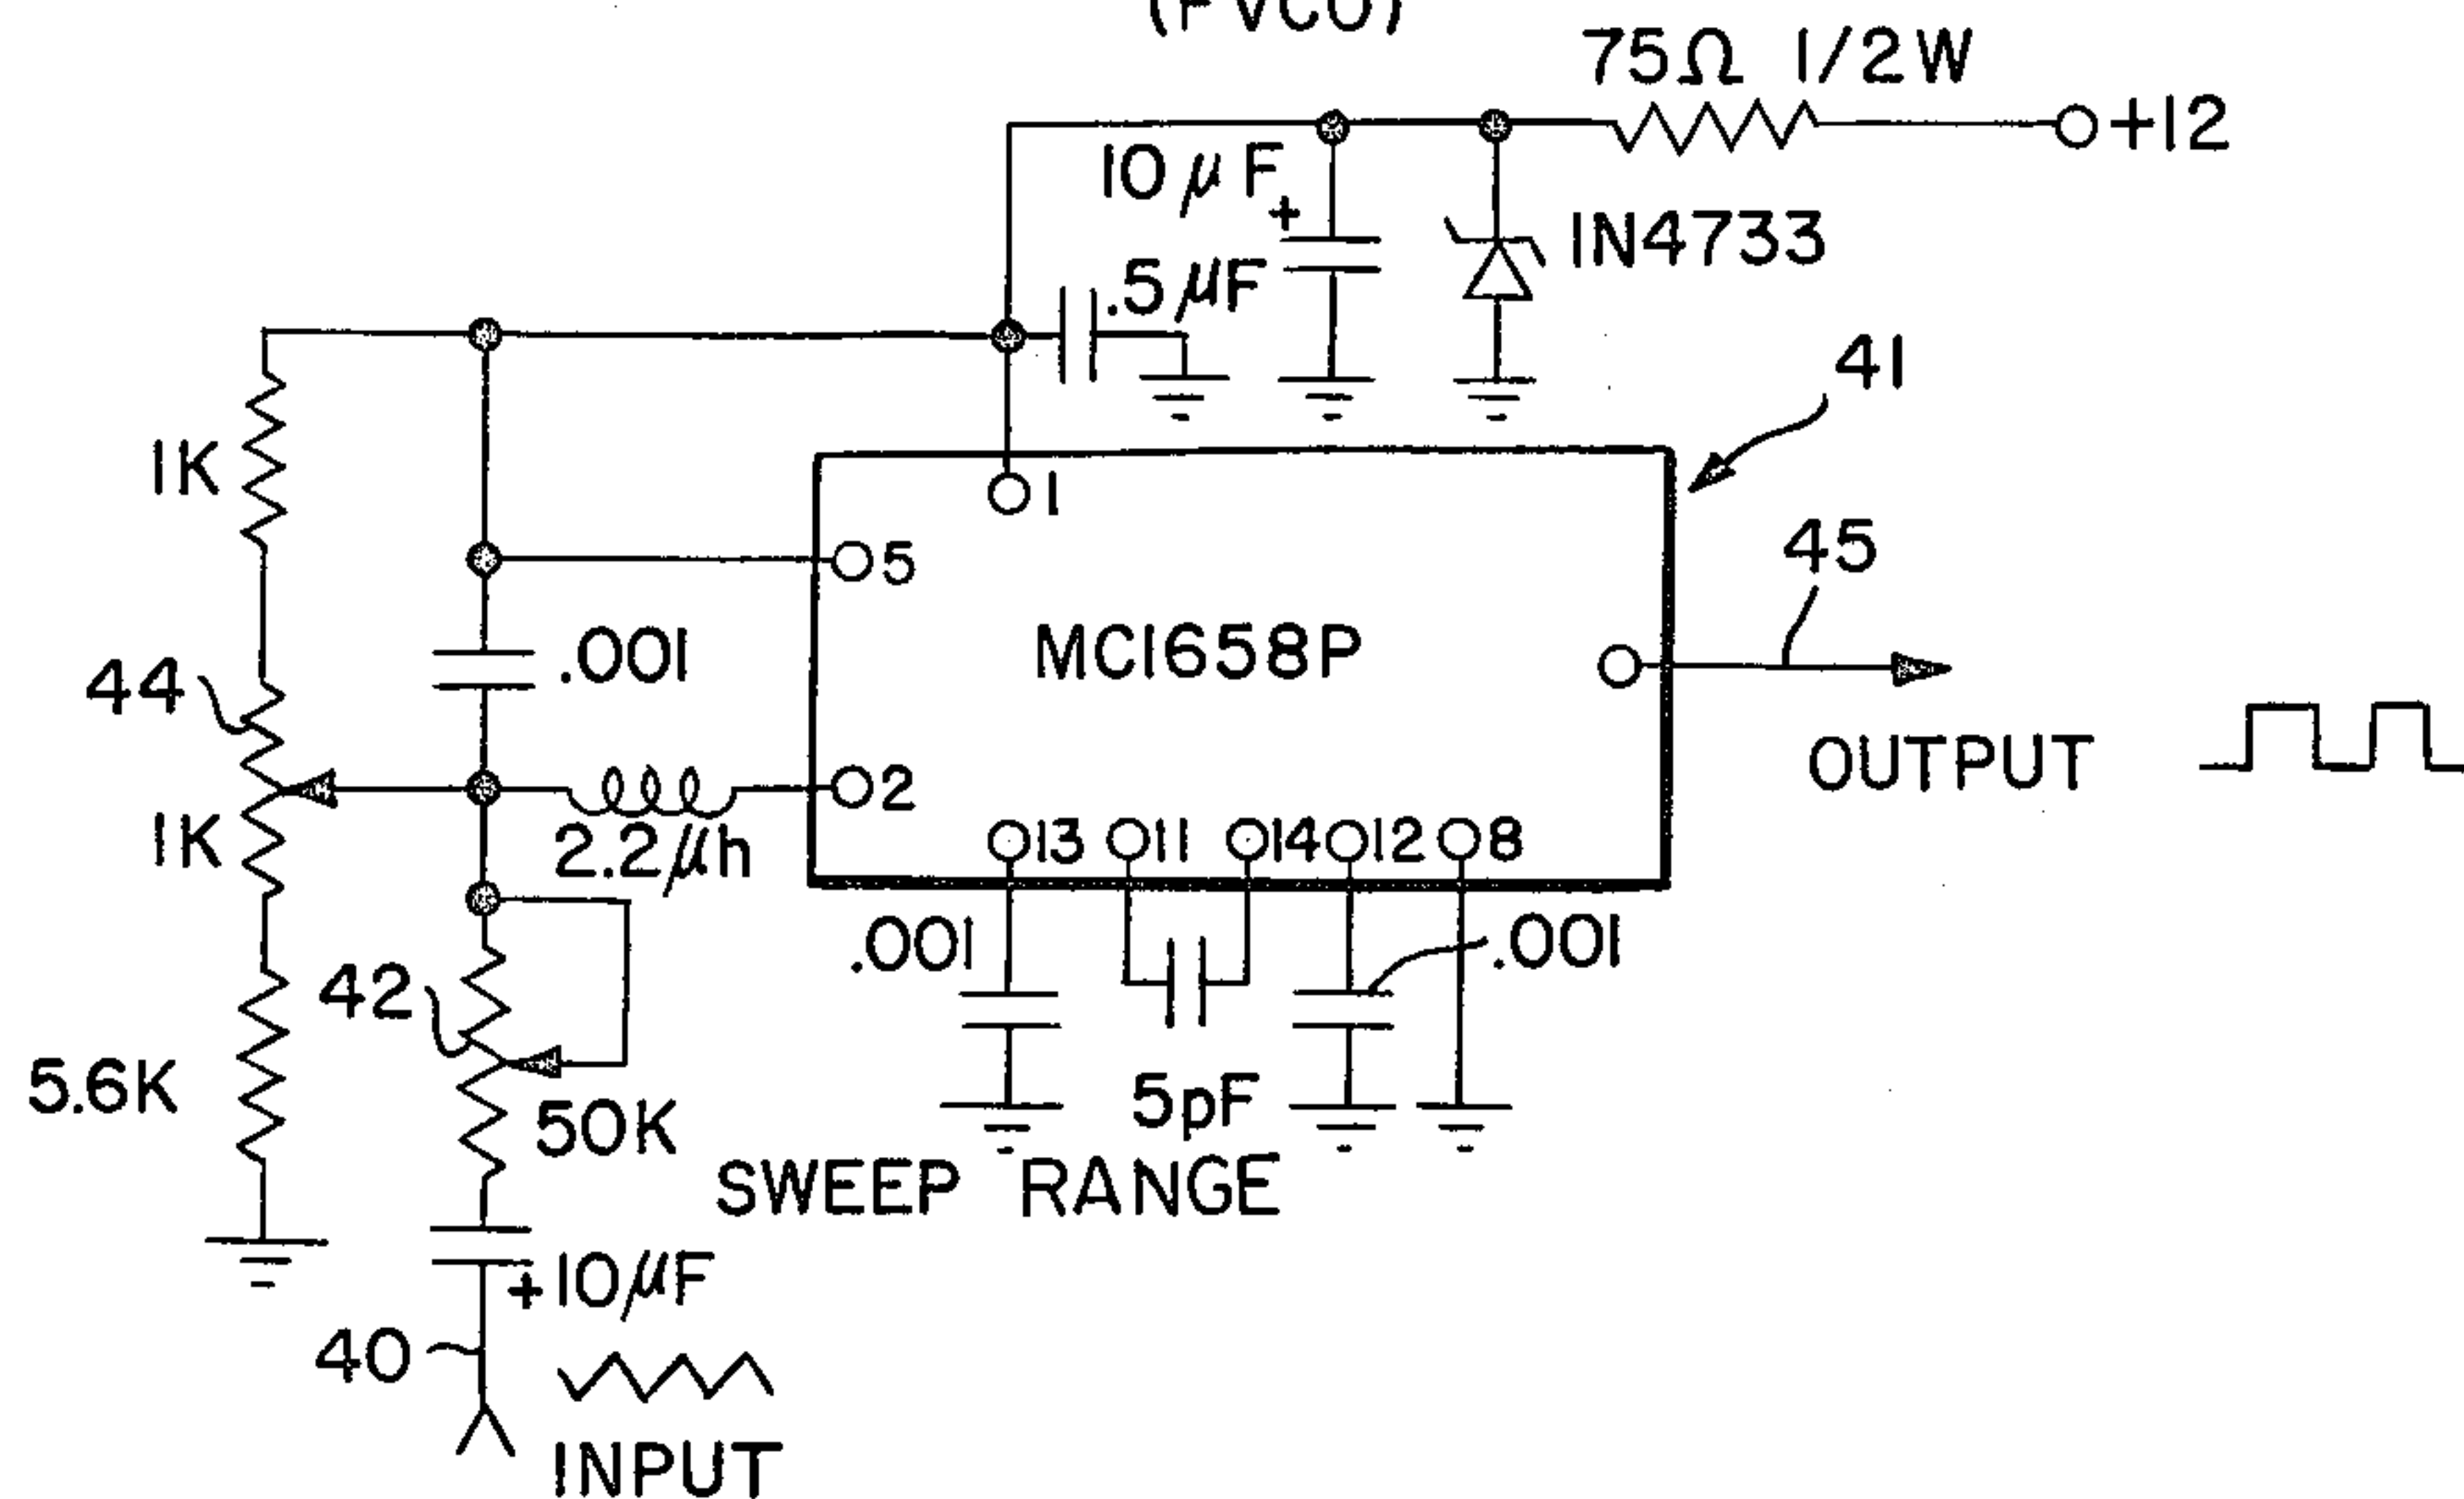 (FVCO)
75Ω 1/2W
+12
10μF
+
1N4733
.5μF
41
1K
1
5
45
MC1658P
.001
44
2
OUTPUT
1K
2.2μh
13
11
14
12
8
.001
.001
42
5.6K
50K
5pF
SWEEP RANGE
+10μF
40
INPUT